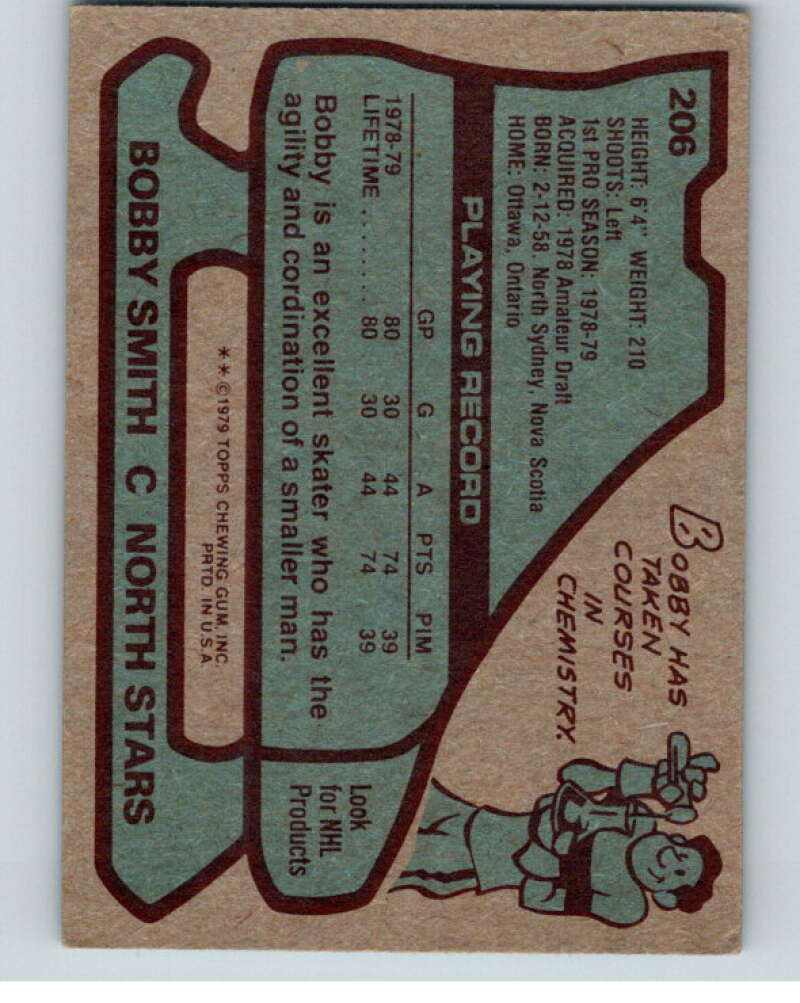 206
HEIGHT: 6'4" WEIGHT: 210
SHOOTS: Left
1st PRO SEASON: 1978-79
ACQUIRED: 1978 Amateur Draft
BORN: 2-12-58, North Sydney, Nova Scotia
HOME: Ottawa, Ontario
BOBBY HAS
TAKEN
COURSES
IN
CHEMISTRY.
PLAYING RECORD
GP G A PTS PIM
1978-79 80 30 44 74 39
LIFETIME ........ 80 30 44 74 39
Bobby is an excellent skater who has the
agility and cordination of a smaller man.
Look
for NHL
Products
** ©1979 TOPPS CHEWING GUM, INC.
PRTD. IN U.S.A.
BOBBY SMITH C NORTH STARS